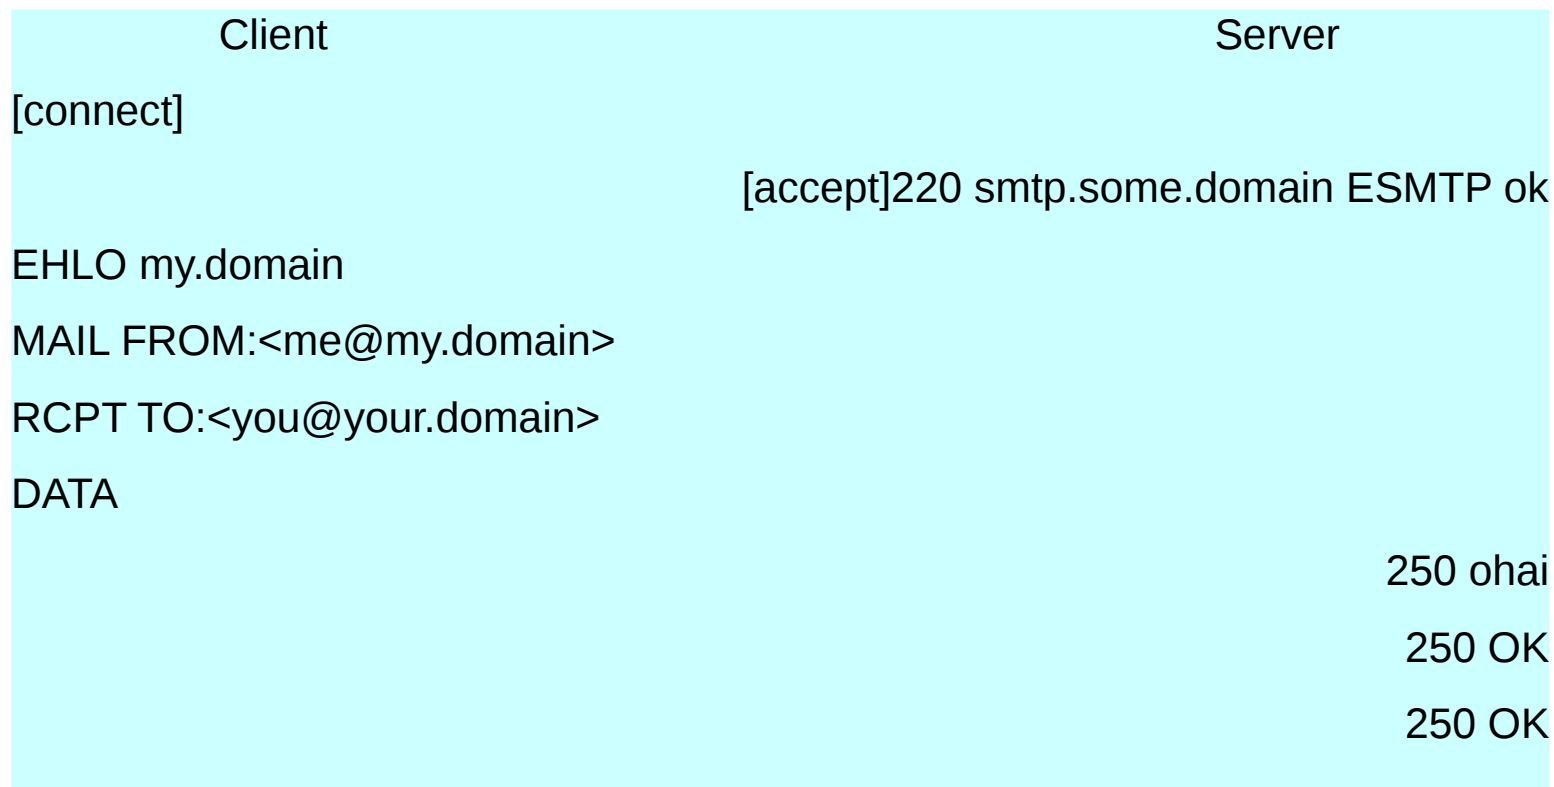 Client Server
[connect]
[accept]220 smtp.some.domain ESMTP ok
EHLO my.domain
MAIL FROM:<me@my.domain>
RCPT TO:<you@your.domain>
DATA
250 ohai
250 OK
250 OK